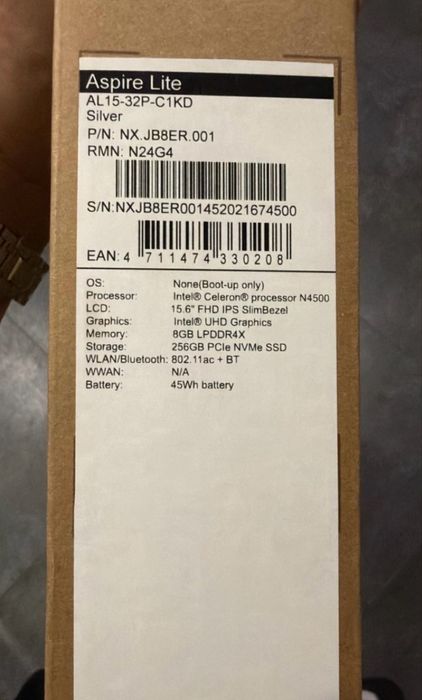 Aspire Lite
AL15-32P-C1KD
Silver
P/N: NX.JB8ER.001
RMN: N24G4
S/N:NXJB8ER001452021674500
EAN: 4 711474 330208
OS: None(Boot-up only)
Processor: Intel® Celeron® processor N4500
LCD: 15.6" FHD IPS SlimBezel
Graphics: Intel® UHD Graphics
Memory: 8GB LPDDR4X
Storage: 256GB PCIe NVMe SSD
WLAN/Bluetooth: 802.11ac + BT
WWAN: N/A
Battery: 45Wh battery